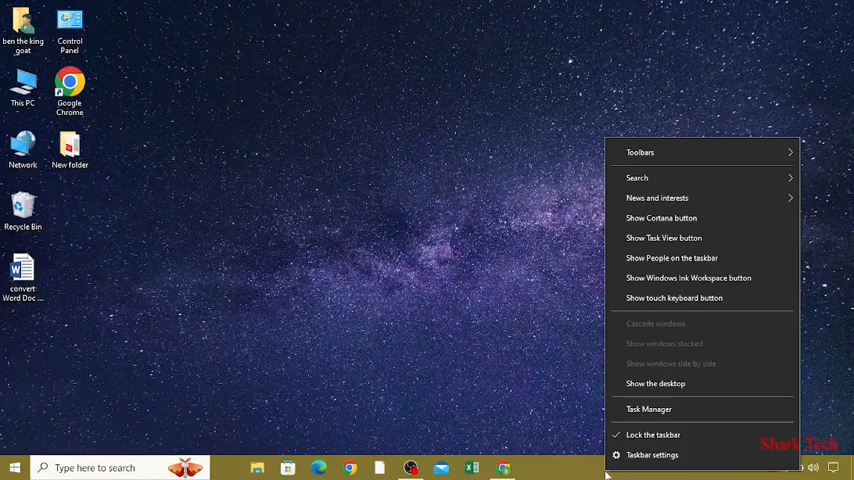 ben the king
goat
Control
Panel
This PC
Google
Chrome
Network
New folder
Recycle Bin
convert
Word Doc ...
Toolbars
Search
News and interests
Show Cortana button
Show Task View button
Show People on the taskbar
Show Windows Ink Workspace button
Show touch keyboard button
Cascade windows
Show windows stacked
Show windows side by side
Show the desktop
Task Manager
Lock the taskbar
Taskbar settings
Shark Tech
Type here to search